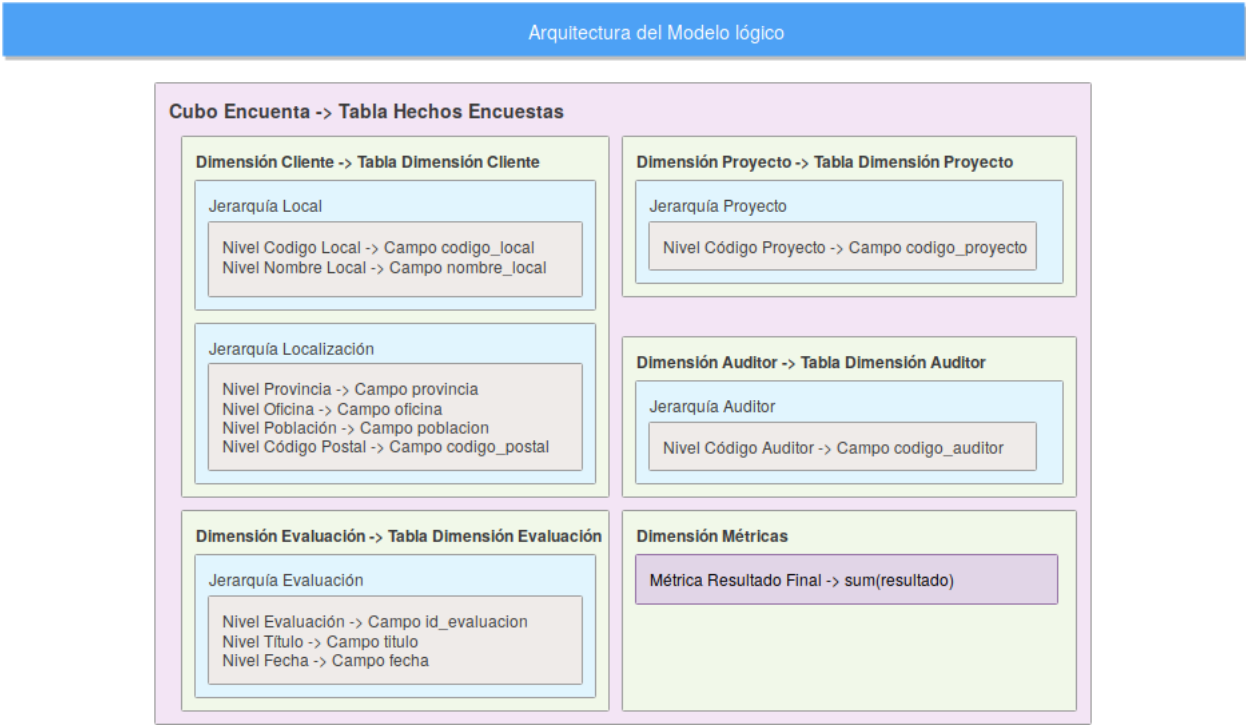 Arquitectura del Modelo lógico
Cubo Encuenta -> Tabla Hechos Encuestas
Dimensión Cliente -> Tabla Dimensión Cliente
Jerarquía Local
Nivel Codigo Local -> Campo codigo_local
Nivel Nombre Local -> Campo nombre_local
Jerarquía Localización
Nivel Provincia -> Campo provincia
Nivel Oficina -> Campo oficina
Nivel Población -> Campo poblacion
Nivel Código Postal -> Campo codigo_postal
Dimensión Proyecto -> Tabla Dimensión Proyecto
Jerarquía Proyecto
Nivel Código Proyecto -> Campo codigo_proyecto
Dimensión Auditor -> Tabla Dimensión Auditor
Jerarquía Auditor
Nivel Código Auditor -> Campo codigo_auditor
Dimensión Evaluación -> Tabla Dimensión Evaluación
Jerarquía Evaluación
Nivel Evaluación -> Campo id_evaluacion
Nivel Título -> Campo titulo
Nivel Fecha -> Campo fecha
Dimensión Métricas
Métrica Resultado Final -> sum(resultado)